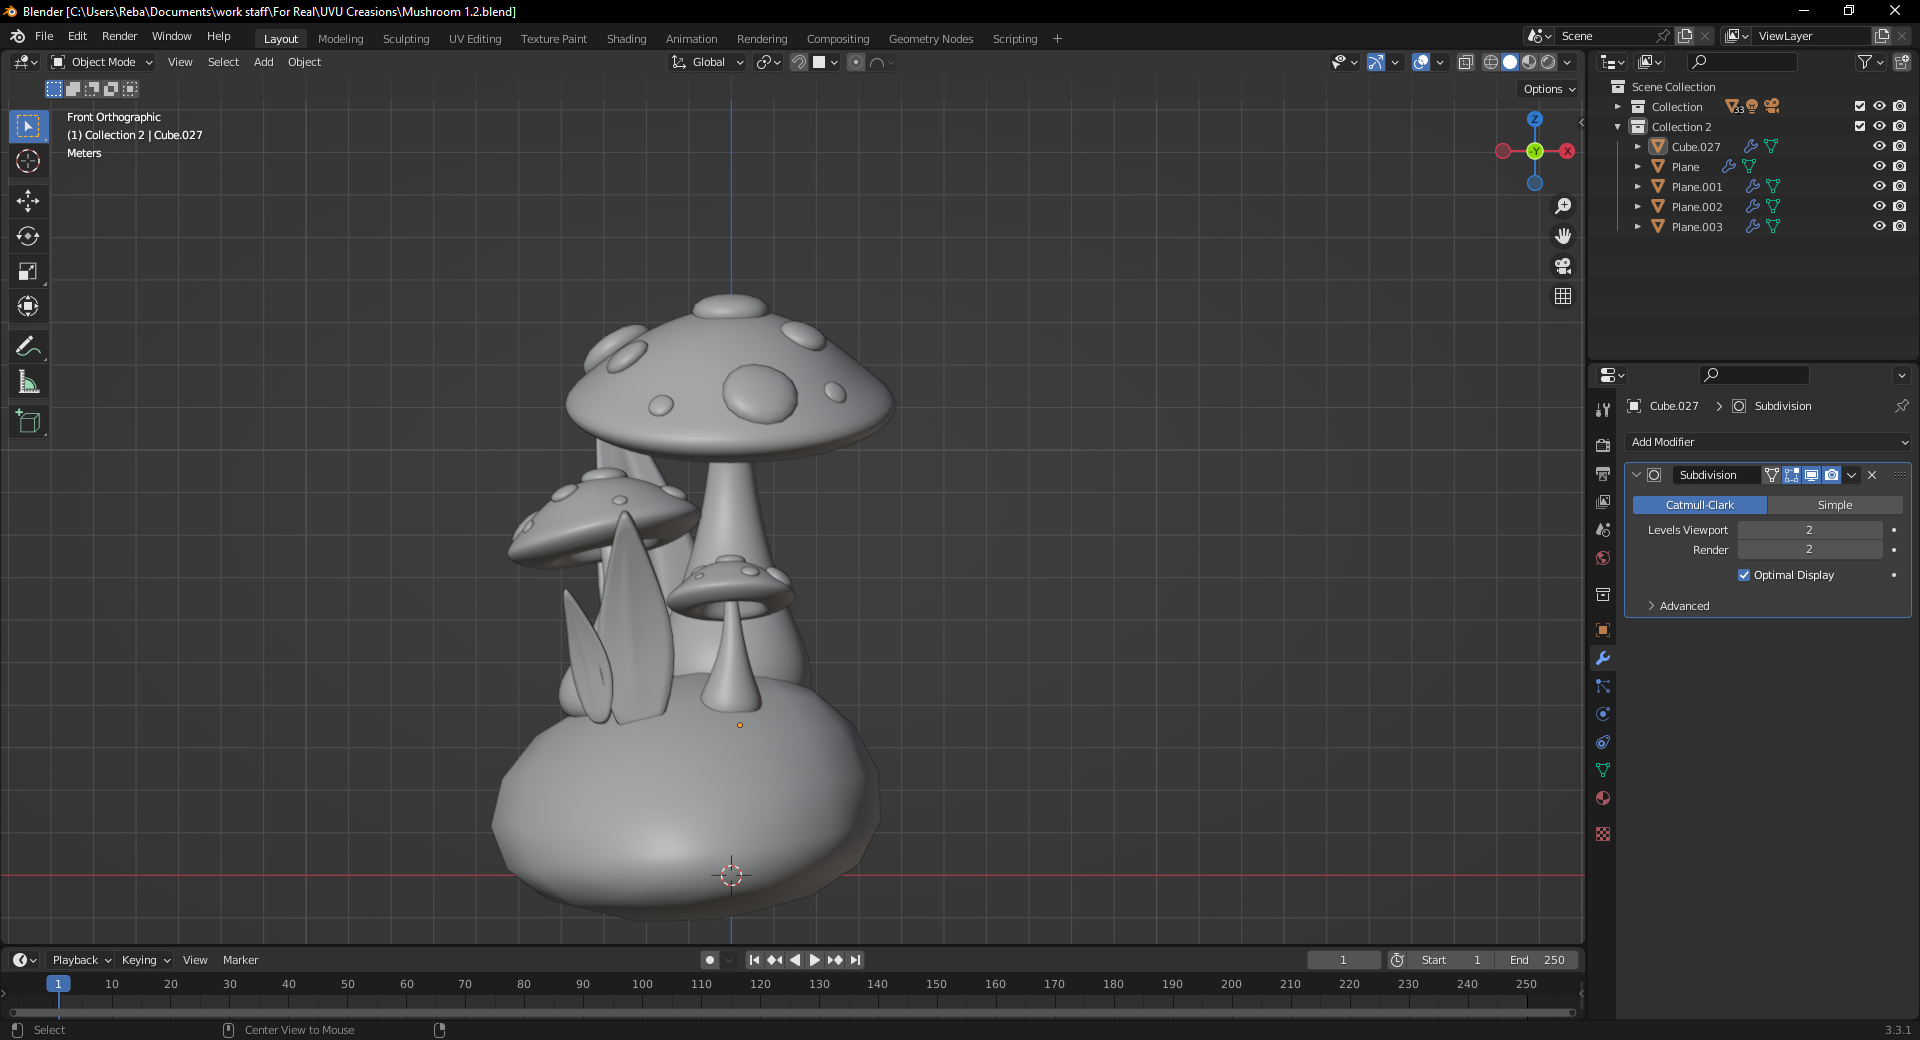 Blender [C:\Users\Reba\Documents\work staff\For Real\UVU Creasions\Mushroom 1.2.blend]
File Edit Render Window Help
Layout Modeling Sculpting UV Editing Texture Paint Shading Animation Rendering Compositing Geometry Nodes Scripting +
Scene
ViewLayer
Object Mode View Select Add Object
Global
Options
Front Orthographic
(1) Collection 2 | Cube.027
Meters
Z
-Y
X
Scene Collection
Collection 33
Collection 2
Cube.027
Plane
Plane.001
Plane.002
Plane.003
Cube.027 > Subdivision
Add Modifier
Subdivision
Catmull-Clark Simple
Levels Viewport 2
Render 2
Optimal Display
Advanced
Playback Keying View Marker
1
Start 1
End 250
1 10 20 30 40 50 60 70 80 90 100 110 120 130 140 150 160 170 180 190 200 210 220 230 240 250
Select
Center View to Mouse
3.3.1